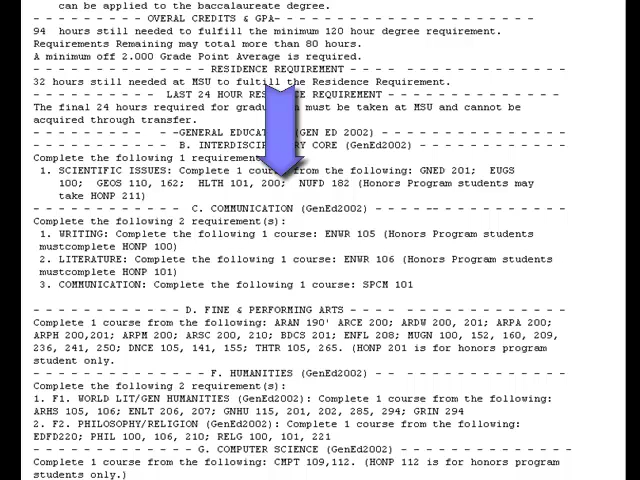 can be applied to the baccalaureate degree.
- - - - - - - - - - - - OVERAL CREDITS & GPA- - - - - - - - - - - - - - - -
94  hours still needed to fulfill the minimum 120 hour degree requirement.
Requirements Remaining may total more than 80 hours.
A minimum off 2.000 Grade Point Average is required.
- - - - - - - - - - - - - - - - - - RESIDENCE REQUIREMENT - - - - - - - - - - - - - -
32 hours still needed at MSU to fultill the Residence Requirement.
- - - - - - - - - - - - - LAST 24 HOUR REQUIREMENT - - - - - - - - - - - -
The final 24 hours required for must be taken at MSU and cannot be
acquired through transfer.
- - - - - - - - - - - - - --GENERAL (GEN ED 2002) - - - - - - - - - - - - -
- - - - - - - - - - - - - - B. CORE (GenEd2002) - - - - - - - - - - - -
Complete the following 1
1. SCIENTIFIC ISSUES: Complete 1 from the following: GNED 201;  EUGS
100;  GEOS 110, 162;  HLTH 101, 200;  NUFD 182 (Honors Program students may
take HONP 211)
- - - - - - - - - - - - - - - C. COMMUNICATION (GenEd2002) - - - - - - - - - - - - - - -
Complete the following 2 requirement(s):
1. WRITING: Complete the following 1 course: ENWR 105 (Honors Program students
mustcomplete HONP 100)
2. LITERATURE: Complete the following 1 course: ENWR 106 (Honors Program students
mustcomplete HONP 101)
3. COMMUNICATION: Complete the following 1 course: SPCM 101
- - - - - - - - - - - - - - D. FINE & PERFORMING ARTS - - - - - - - - - - - - - - - - -
Complete 1 course from the following: ARAN 190' ARCE 200; ARDW 200, 201; ARPA 200;
ARPH 200,201; ARPM 200; ARSC 200, 210; BDCS 201; ENFL 208; MUGN 100, 152, 160, 209,
236, 241, 250; DNCE 105, 141, 155; THTR 105, 265. (HONP 201 is for honors program
student only.
- - - - - - - - - - - - - - - - F. HUMANITIES (GenEd2002) - -  - - - - - - - - - - - - -
Complete the following 2 requirement(s):
1. F1. WORLD LIT/GEN HUMANITIES (GenEd2002): Complete 1 course from the following:
ARHS 105, 106; ENLT 206, 207; GNHU 115, 201, 202, 285, 294; GRIN 294
2. F2. PHILOSOPHY/RELIGION (GenEd2002): Complete 1 course from the following:
EDFD220; PHIL 100, 106, 210; RELG 100, 101, 221
- - - - - - - - - - - - - - - G. COMPUTER SCIENCE (GenEd2002) - - - - - - - - - - - - -
Complete 1 course from the following: CMPT 109,112. (HONP 112 is for honors program
students only.)